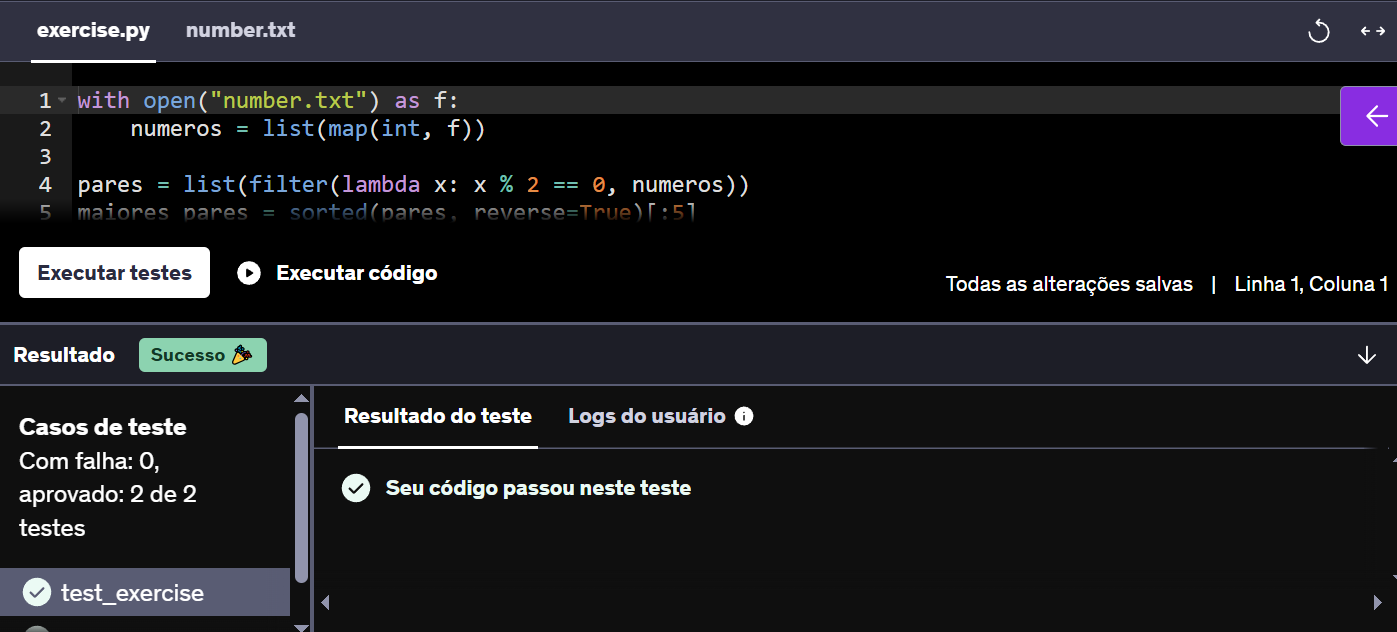 exercise.py number.txt
1 with open("number.txt") as f:
2 numeros = list(map(int, f))
3
4 pares = list(filter(lambda x: x % 2 == 0, numeros))
5 maiores_pares = sorted(pares, reverse=True)[:5]
Executar testes Executar código
Todas as alterações salvas | Linha 1, Coluna 1
Resultado Sucesso 🎉
Casos de teste
Com falha: 0,
aprovado: 2 de 2
testes
test_exercise
Resultado do teste Logs do usuário
Seu código passou neste teste